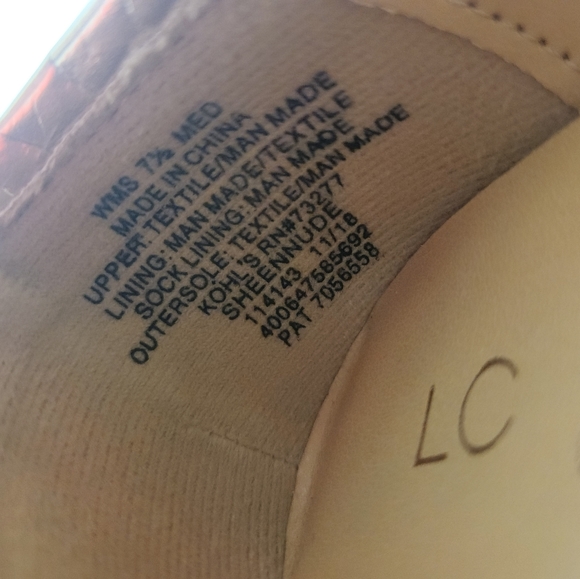 WMS 7½ MED
MADE IN CHINA
UPPER: TEXTILE/MAN MADE
LINING: MAN MADE/TEXTILE
SOCK LINING: MAN MADE
OUTERSOLE: TEXTILE/MAN MADE
KOHL'S RN#73277
SHEENNUDE
114143 11/18
400647585692
PAT 7056558
LC